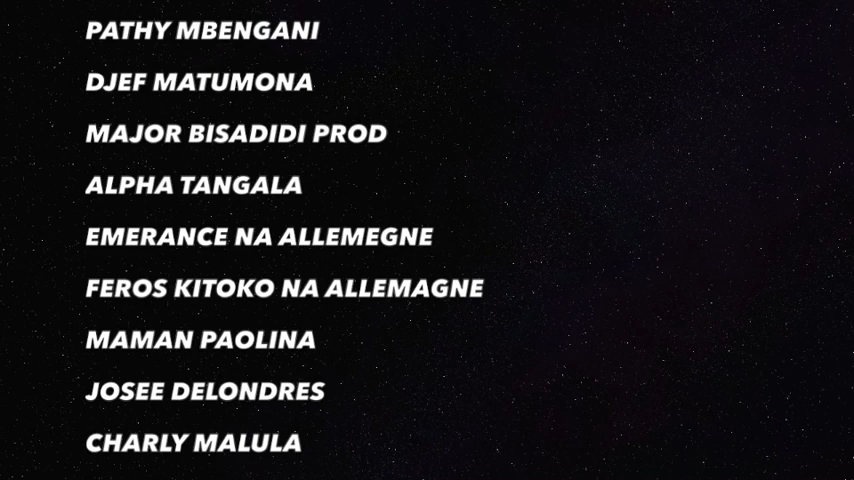 PATHY MBENGANI
DJEF MATUMONA
MAJOR BISADIDI PROD
ALPHA TANGALA
EMERANCE NA ALLEMEGNE
FEROS KITOKO NA ALLEMAGNE
MAMAN PAOLINA
JOSEE DELONDRES
CHARLY MALULA